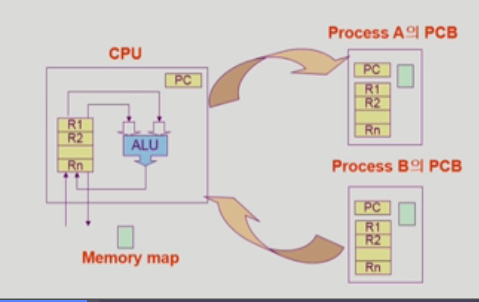 CPU
PC
R1
R2
Rn
ALU
Memory map
Process A의 PCB
PC
R1
R2
Rn
Process B의 PCB
PC
R1
R2
Rn